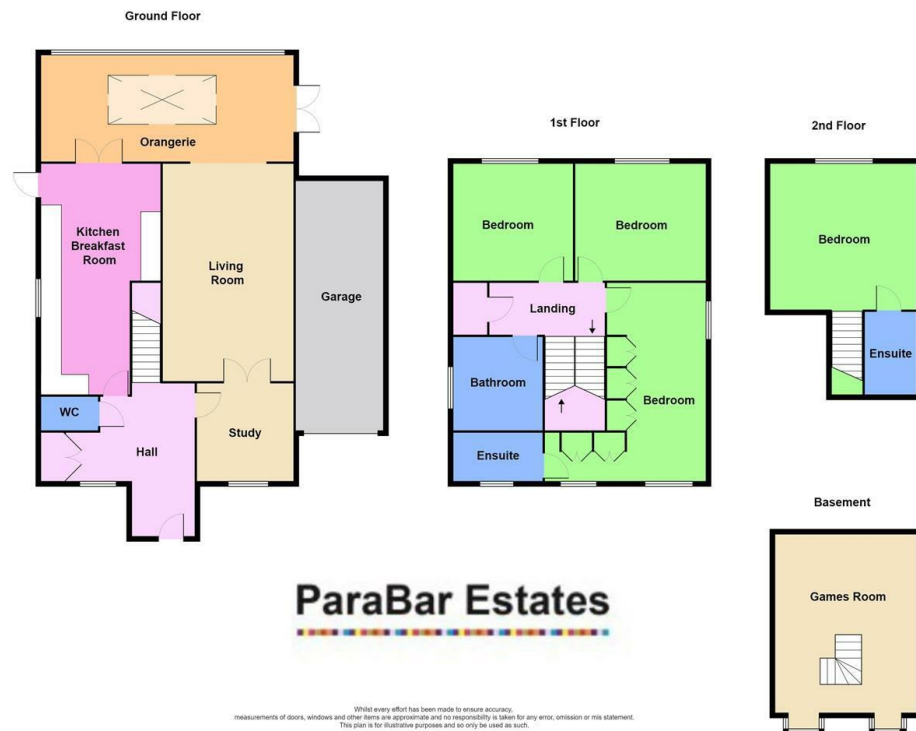 Ground Floor
Orangerie
Kitchen
Breakfast
Room
Living
Room
Garage
WC
Hall
Study
1st Floor
Bedroom
Bedroom
Landing
Bathroom
Bedroom
Ensuite
2nd Floor
Bedroom
Ensuite
Basement
Games Room
ParaBar Estates
Whilst every effort has been made to ensure accuracy,
measurements of doors, windows and other items are approximate and no responsibility is taken for any error, omission or mis statement.
This plan is for illustrative purposes and so only be used as such.